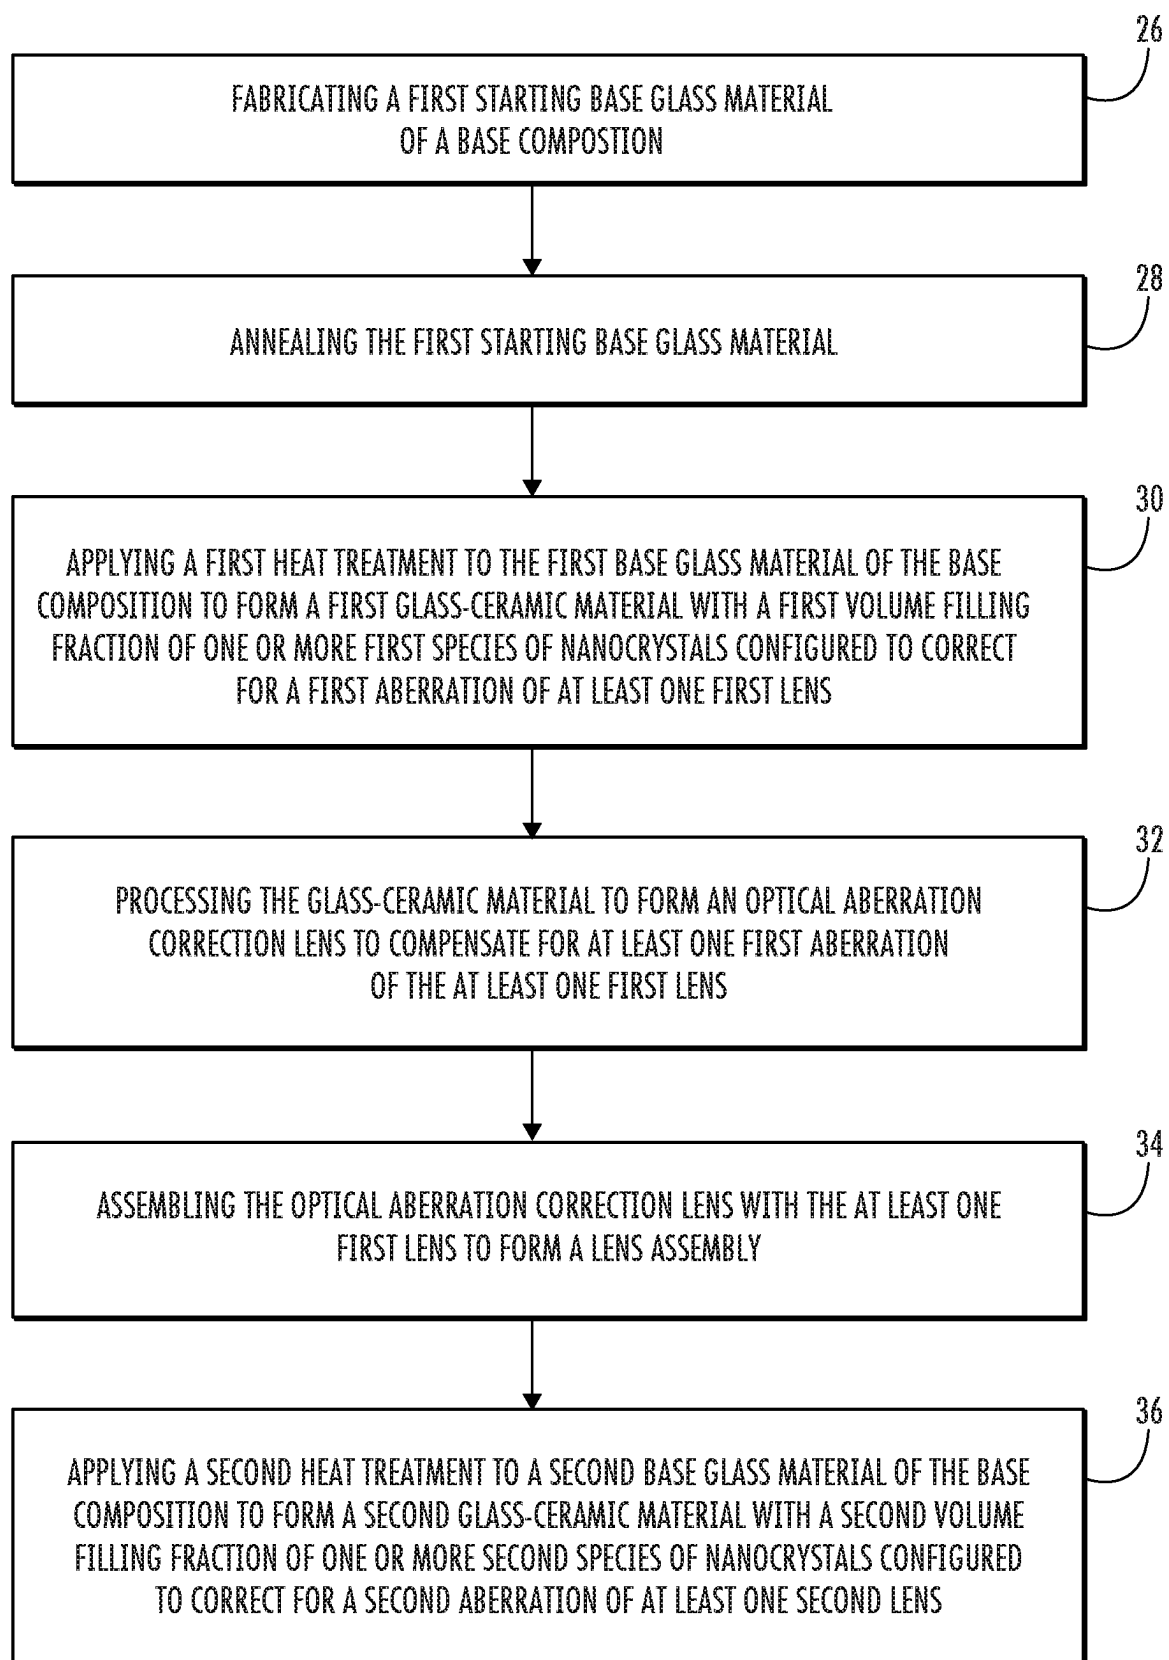 26
FABRICATING A FIRST STARTING BASE GLASS MATERIAL
OF A BASE COMPOSTION
28
ANNEALING THE FIRST STARTING BASE GLASS MATERIAL
30
APPLYING A FIRST HEAT TREATMENT TO THE FIRST BASE GLASS MATERIAL OF THE BASE
COMPOSITION TO FORM A FIRST GLASS-CERAMIC MATERIAL WITH A FIRST VOLUME FILLING
FRACTION OF ONE OR MORE FIRST SPECIES OF NANOCRYSTALS CONFIGURED TO CORRECT
FOR A FIRST ABERRATION OF AT LEAST ONE FIRST LENS
32
PROCESSING THE GLASS-CERAMIC MATERIAL TO FORM AN OPTICAL ABERRATION
CORRECTION LENS TO COMPENSATE FOR AT LEAST ONE FIRST ABERRATION
OF THE AT LEAST ONE FIRST LENS
34
ASSEMBLING THE OPTICAL ABERRATION CORRECTION LENS WITH THE AT LEAST ONE
FIRST LENS TO FORM A LENS ASSEMBLY
36
APPLYING A SECOND HEAT TREATMENT TO A SECOND BASE GLASS MATERIAL OF THE BASE
COMPOSITION TO FORM A SECOND GLASS-CERAMIC MATERIAL WITH A SECOND VOLUME
FILLING FRACTION OF ONE OR MORE SECOND SPECIES OF NANOCRYSTALS CONFIGURED
TO CORRECT FOR A SECOND ABERRATION OF AT LEAST ONE SECOND LENS